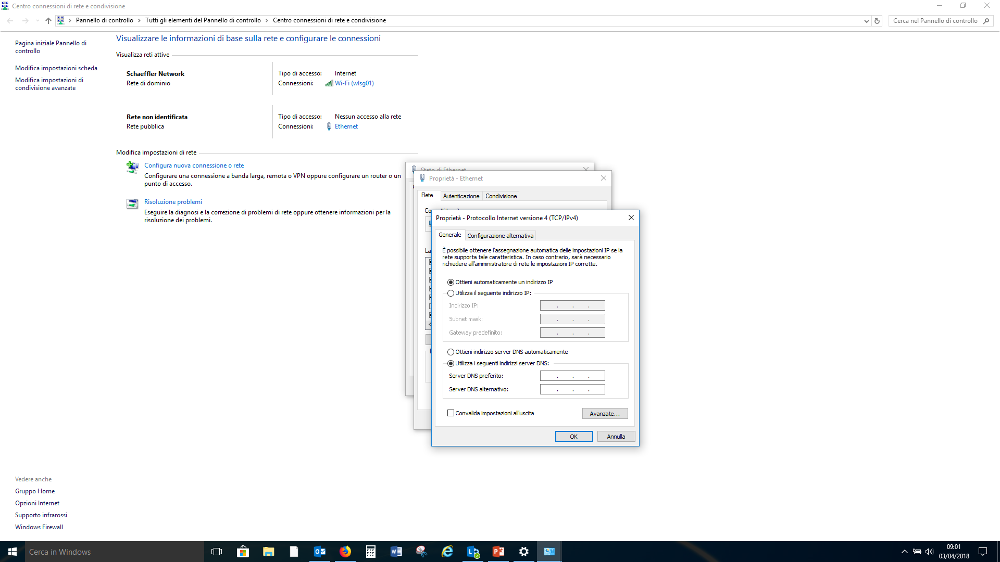 Centro connessioni di rete e condivisione
Pannello di controllo
Tutti gli elementi del Pannello di controllo
Centro connessioni di rete e condivisione
Cerca nel Pannello di controllo
Pagina iniziale Pannello di
controllo
Modifica impostazioni scheda
Modifica impostazioni di
condivisione avanzate
Visualizzare le informazioni di base sulla rete e configurare le connessioni
Visualizza reti attive
Schaeffler Network
Rete di dominio
Tipo di accesso: Internet
Connessioni: Wi-Fi (wlsg01)
Rete non identificata
Rete pubblica
Tipo di accesso: Nessun accesso alla rete
Connessioni: Ethernet
Modifica impostazioni di rete
Configura nuova connessione o rete
Configurare una connessione a banda larga, remota o VPN oppure configurare un router o un
punto di accesso.
Risoluzione problemi
Eseguire la diagnosi e la correzione di problemi di rete oppure ottenere informazioni per la
risoluzione dei problemi.
Stato di Ethernet
Proprietà - Ethernet
Rete
Autenticazione
Condivisione
La
Proprietà - Protocollo Internet versione 4 (TCP/IPv4)
Generale
Configurazione alternativa
È possibile ottenere l'assegnazione automatica delle impostazioni IP se la
rete supporta tale caratteristica. In caso contrario, sarà necessario
richiedere all'amministratore di rete le impostazioni IP corrette.
Ottieni automaticamente un indirizzo IP
Utilizza il seguente indirizzo IP:
Indirizzo IP:
Subnet mask:
Gateway predefinito:
Ottieni indirizzo server DNS automaticamente
Utilizza i seguenti indirizzi server DNS:
Server DNS preferito:
Server DNS alternativo:
Convalida impostazioni all'uscita
Avanzate...
OK
Annulla
Vedere anche
Gruppo Home
Opzioni Internet
Supporto infrarossi
Windows Firewall
Cerca in Windows
09:01
03/04/2018